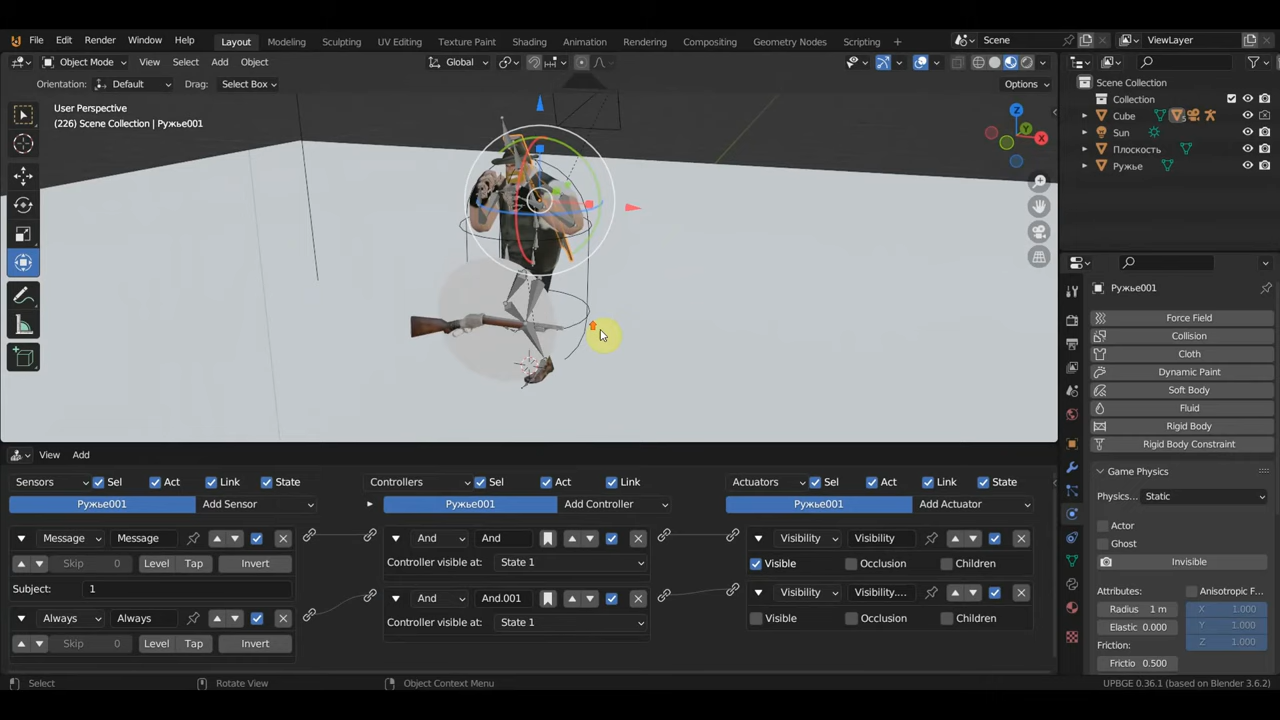 File Edit Render Window Help Layout Modeling Sculpting UV Editing Texture Paint Shading Animation Rendering Compositing Geometry Nodes Scripting + Scene ViewLayer
Object Mode View Select Add Object Global
Orientation: Default Drag: Select Box Options
User Perspective
(226) Scene Collection | Ружье001
Z
Y
X
Scene Collection
Collection
Cube
Sun
Плоскость
Ружье
Ружье001
Force Field
Collision
Cloth
Dynamic Paint
Soft Body
Fluid
Rigid Body
Rigid Body Constraint
Game Physics
Physics... Static
Actor
Ghost
Invisible
Attributes: Anisotropic F...
Radius 1 m X 1.000
Elastic 0.000 Y 1.000
Friction: Z 1.000
Frictio 0.500
View Add
Sensors Sel Act Link State Controllers Sel Act Link Actuators Sel Act Link State
Ружье001 Add Sensor Ружье001 Add Controller Ружье001 Add Actuator
Message Message And And Visibility Visibility
Skip 0 Level Tap Invert Controller visible at: State 1 Visible Occlusion Children
Subject: 1 And And.001 Visibility Visibility....
Always Always Controller visible at: State 1 Visible Occlusion Children
Skip 0 Level Tap Invert
Select Rotate View Object Context Menu UPBGE 0.36.1 (based on Blender 3.6.2)